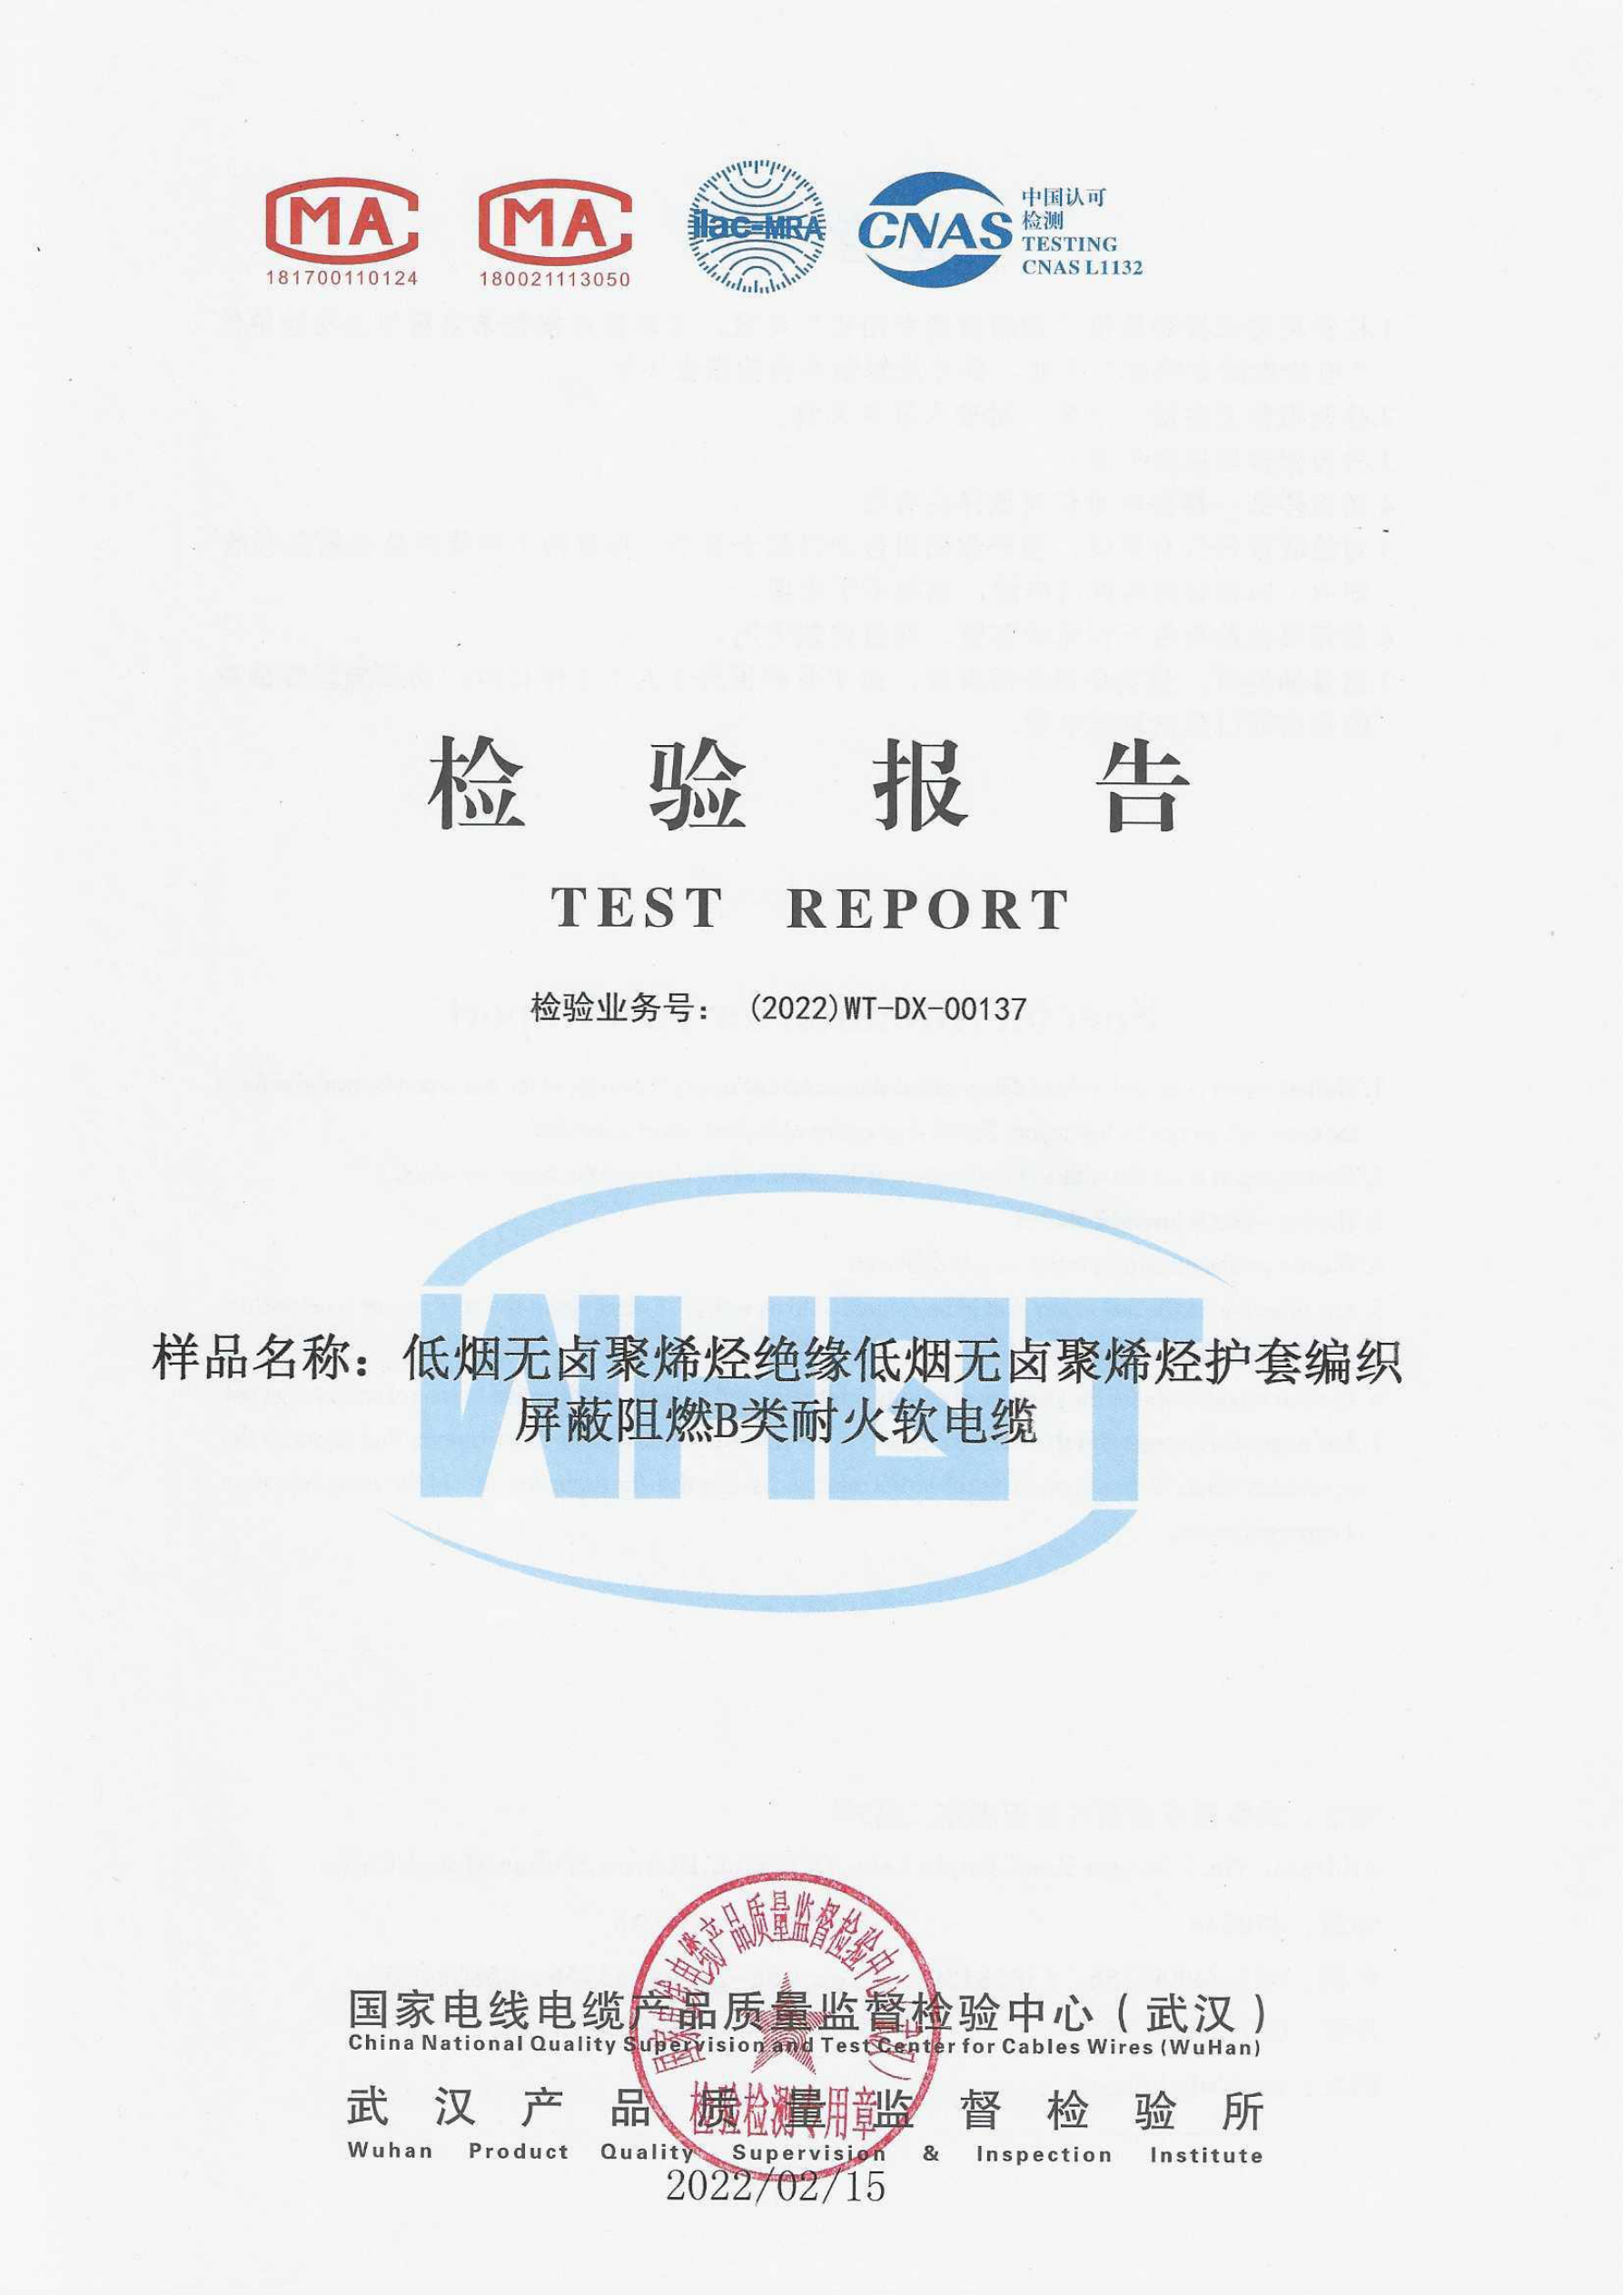 MA
181700110124
MA
180021113050
ilac-MRA
CNAS
中国认可
检测
TESTING
CNAS L1132
检 验 报 告
TEST REPORT
检验业务号： (2022)WT-DX-00137
WHQT
样品名称：低烟无卤聚烯烃绝缘低烟无卤聚烯烃护套编织
屏蔽阻燃B类耐火软电缆
国家电线电缆产品质量监督检验中心（武汉）
China National Quality Supervision and Test Center for Cables Wires (WuHan)
武汉产品质量监督检验所
Wuhan Product Quality Supervision & Inspection Institute
2022/02/15
国家电线电缆产品质量监督检验中心(武汉)
检验检测专用章